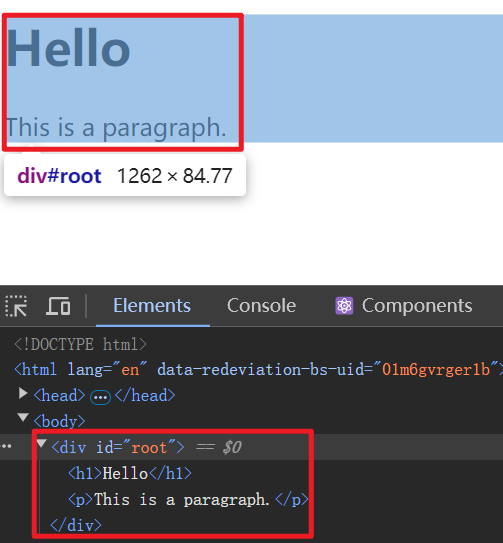 Hello
This is a paragraph.
div#root 1262 × 84.77
Elements Console Components
<!DOCTYPE html>
<html lang="en" data-redeviation-bs-uid="01m6gvrger1b">
<head> ⋯ </head>
<body>
⋯ <div id="root"> == $0
<h1>Hello</h1>
<p>This is a paragraph.</p>
</div>